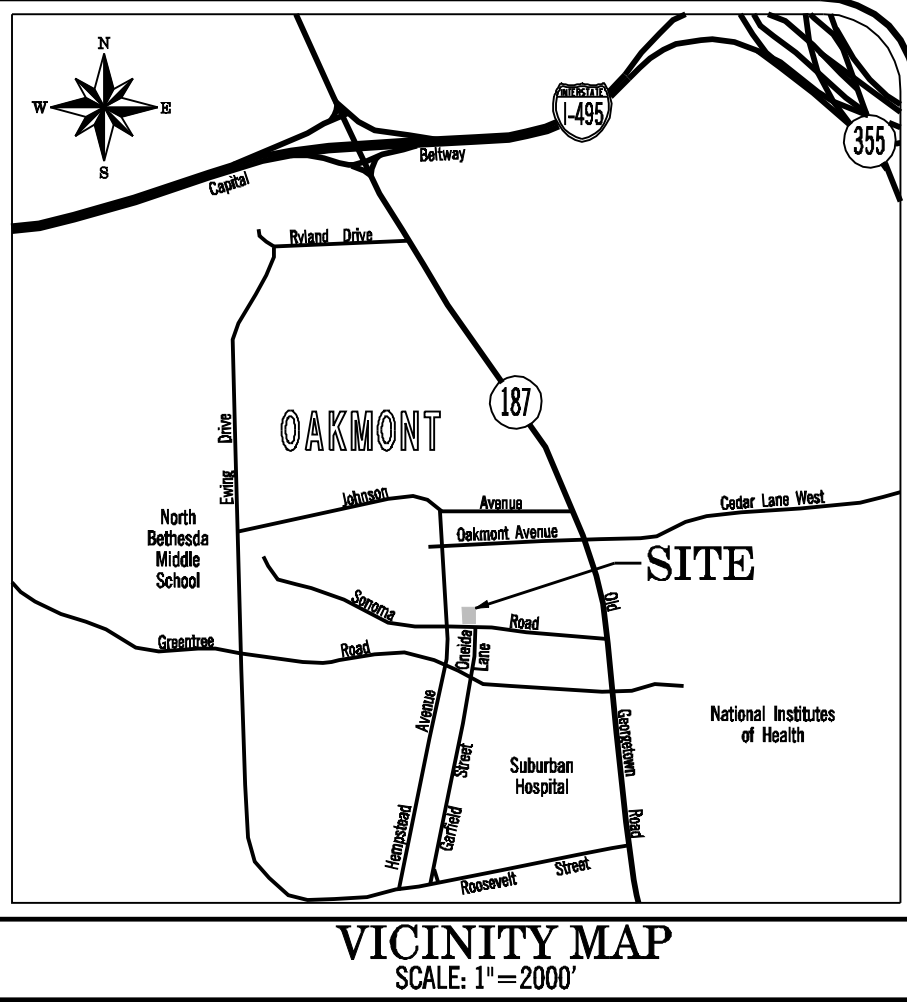 N
W E
S
INTERSTATE
I-495
355
Capital
Beltway
Ryland Drive
187
Ewing Drive
OAKMONT
Johnson Avenue
Cedar Lane West
Oakmont Avenue
North
Bethesda
Middle
School
SITE
Sonoma Road
Old Georgetown Road
Greentree Road
Oneida
Lane
Hempstead Avenue
Garfield Street
National Institutes
of Health
Suburban
Hospital
Roosevelt Street
VICINITY MAP
SCALE: 1"=2000'